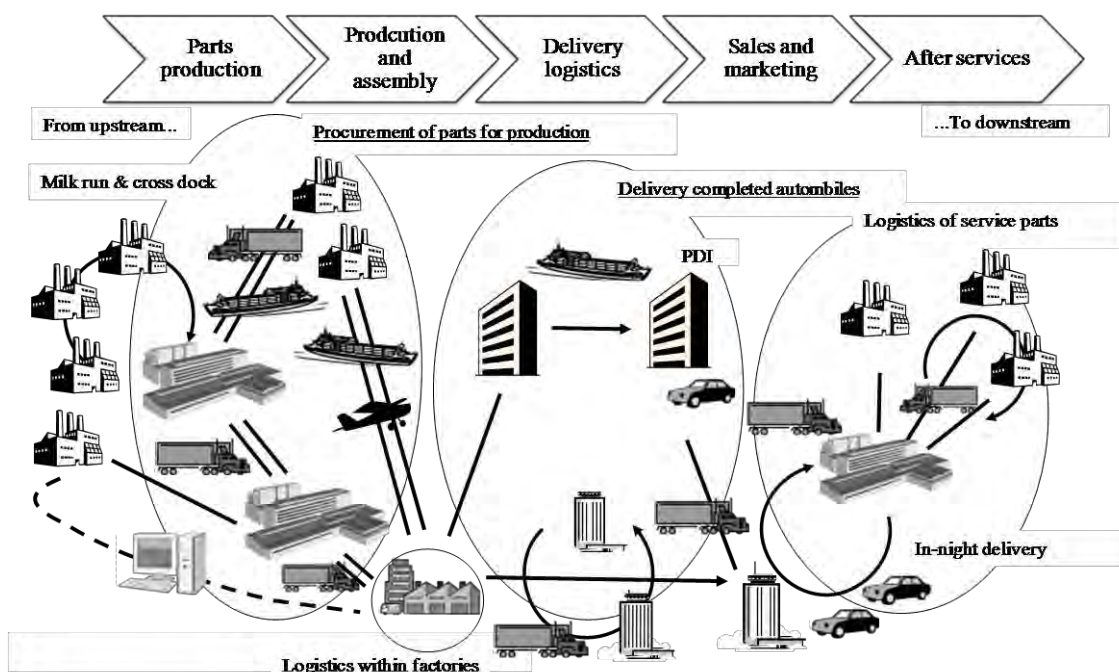 Parts
production
Prodcution
and
assembly
Delivery
logistics
Sales and
marketing
After services
From upstream...
Procurement of parts for production
...To downstream
Milk run & cross dock
Delivery completed autombiles
Logistics of service parts
PDI
In-night delivery
Logistics within factories